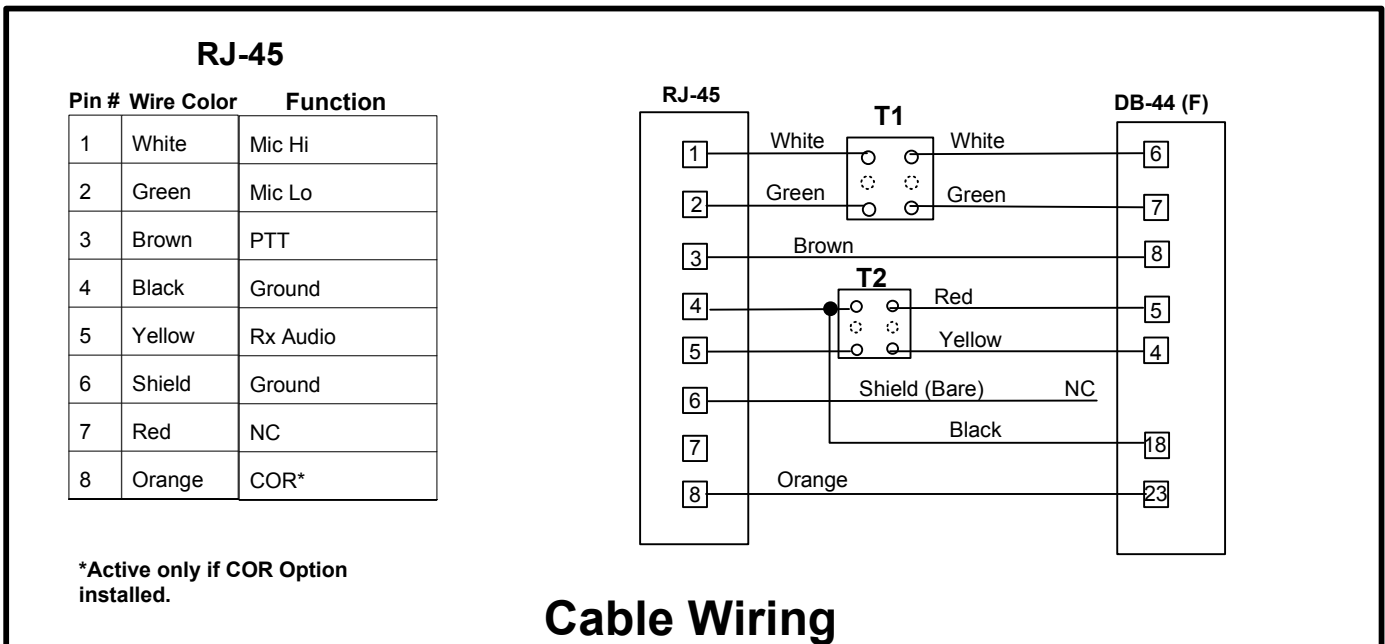 RJ-45
Pin # Wire Color Function
1 White Mic Hi
2 Green Mic Lo
3 Brown PTT
4 Black Ground
5 Yellow Rx Audio
6 Shield Ground
7 Red NC
8 Orange COR*
*Active only if COR Option
installed.
RJ-45
T1
DB-44 (F)
1 White White 6
2 Green Green 7
3 Brown 8
T2
4 Red 5
5 Yellow 4
6 Shield (Bare) NC
7 Black 18
8 Orange 23
Cable Wiring